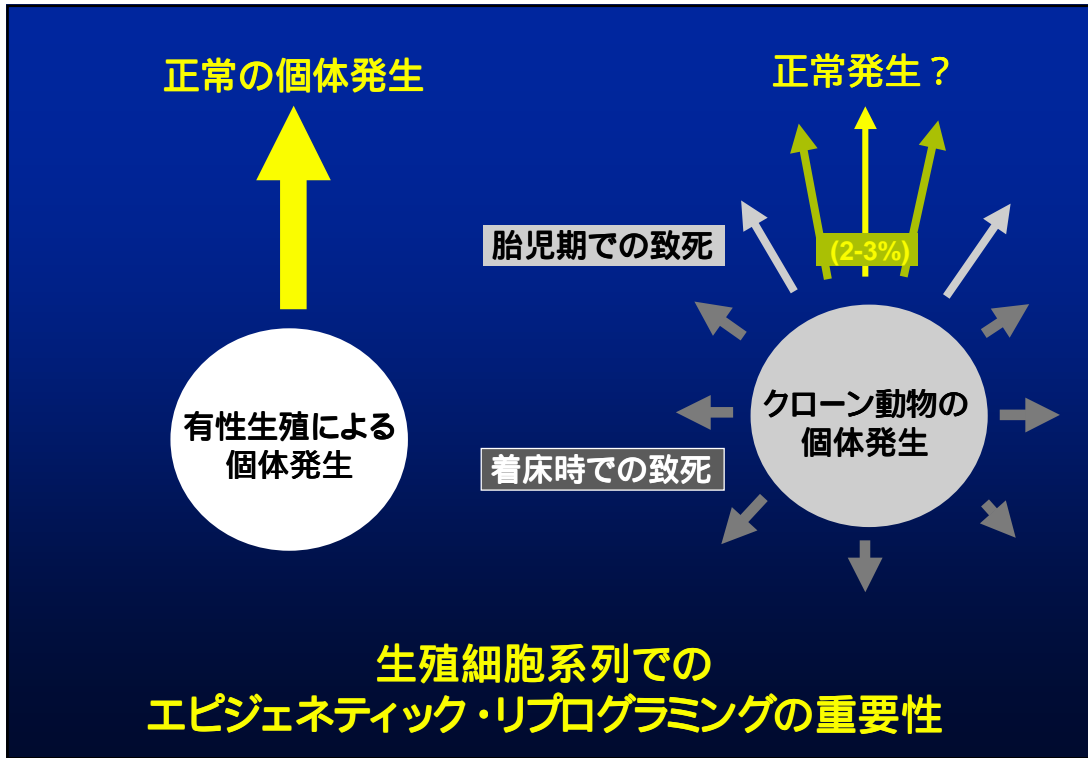 正常の個体発生
正常発生？
胎児期での致死
(2-3%)
有性生殖による
個体発生
クローン動物の
個体発生
着床時での致死
生殖細胞系列での
エピジェネティック・リプログラミングの重要性